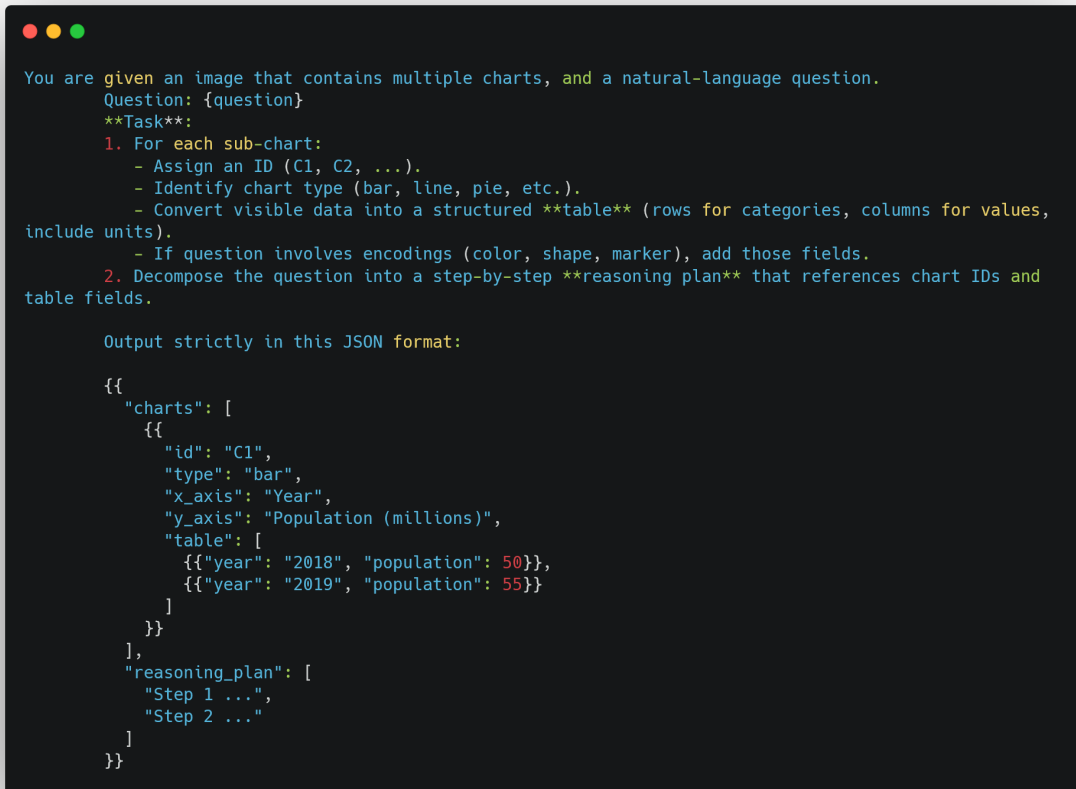 You are given an image that contains multiple charts, and a natural-language question.
Question: {question}
**Task**:
1. For each sub-chart:
- Assign an ID (C1, C2, ...).
- Identify chart type (bar, line, pie, etc.).
- Convert visible data into a structured **table** (rows for categories, columns for values,
include units).
- If question involves encodings (color, shape, marker), add those fields.
2. Decompose the question into a step-by-step **reasoning plan** that references chart IDs and
table fields.
Output strictly in this JSON format:
{{
"charts": [
{{
"id": "C1",
"type": "bar",
"x_axis": "Year",
"y_axis": "Population (millions)",
"table": [
{{"year": "2018", "population": 50}},
{{"year": "2019", "population": 55}}
]
}}
],
"reasoning_plan": [
"Step 1 ...",
"Step 2 ..."
]
}}